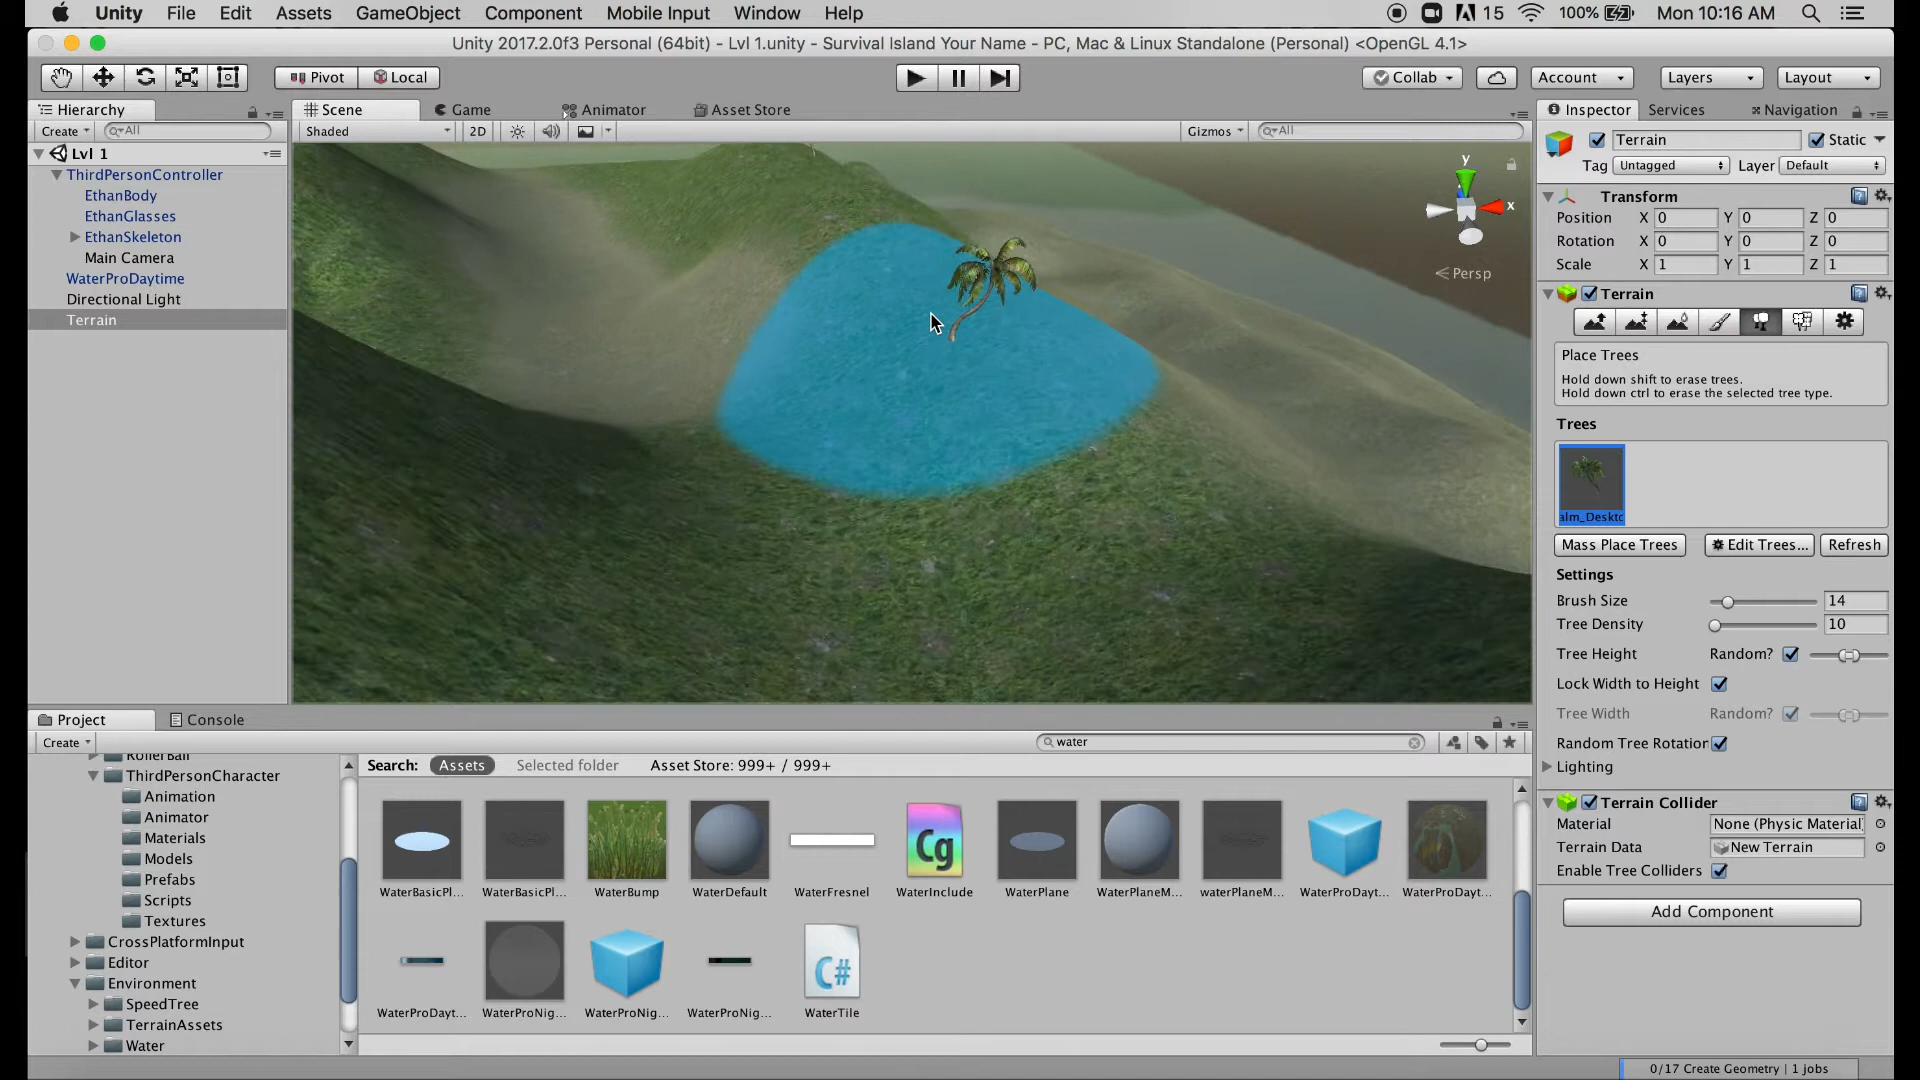 Unity File Edit Assets GameObject Component Mobile Input Window Help 15 100% Mon 10:16 AM
Unity 2017.2.0f3 Personal (64bit) - Lvl 1.unity - Survival Island Your Name - PC, Mac & Linux Standalone (Personal) <OpenGL 4.1>
Pivot Local Collab Account Layers Layout
Hierarchy Scene Game Animator Asset Store Inspector Services Navigation
Create All Shaded 2D Gizmos All
Lvl 1
ThirdPersonController
EthanBody
EthanGlasses
EthanSkeleton
Main Camera
WaterProDaytime
Directional Light
Terrain
y
x
Persp
Terrain Static
Tag Untagged Layer Default
Transform
Position X 0 Y 0 Z 0
Rotation X 0 Y 0 Z 0
Scale X 1 Y 1 Z 1
Terrain
Place Trees
Hold down shift to erase trees.
Hold down ctrl to erase the selected tree type.
Trees
alm_Deskto
Mass Place Trees Edit Trees... Refresh
Settings
Brush Size 14
Tree Density 10
Tree Height Random?
Lock Width to Height
Tree Width Random?
Random Tree Rotation
Lighting
Terrain Collider
Material None (Physic Material)
Terrain Data New Terrain
Enable Tree Colliders
Add Component
Project Console
Create water
RollerBall
ThirdPersonCharacter
Animation
Animator
Materials
Models
Prefabs
Scripts
Textures
CrossPlatformInput
Editor
Environment
SpeedTree
TerrainAssets
Water
Search: Assets Selected folder Asset Store: 999+ / 999+
Cg
WaterBasicPl... WaterBasicPl... WaterBump WaterDefault WaterFresnel WaterInclude WaterPlane WaterPlaneM... waterPlaneM... WaterProDayt... WaterProDayt...
C#
WaterProDayt... WaterProNig... WaterProNig... WaterProNig... WaterTile
0/17 Create Geometry | 1 jobs